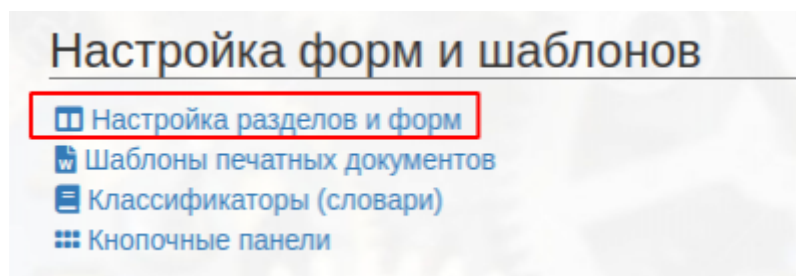 Настройка форм и шаблонов
Настройка разделов и форм
Шаблоны печатных документов
Классификаторы (словари)
Кнопочные панели